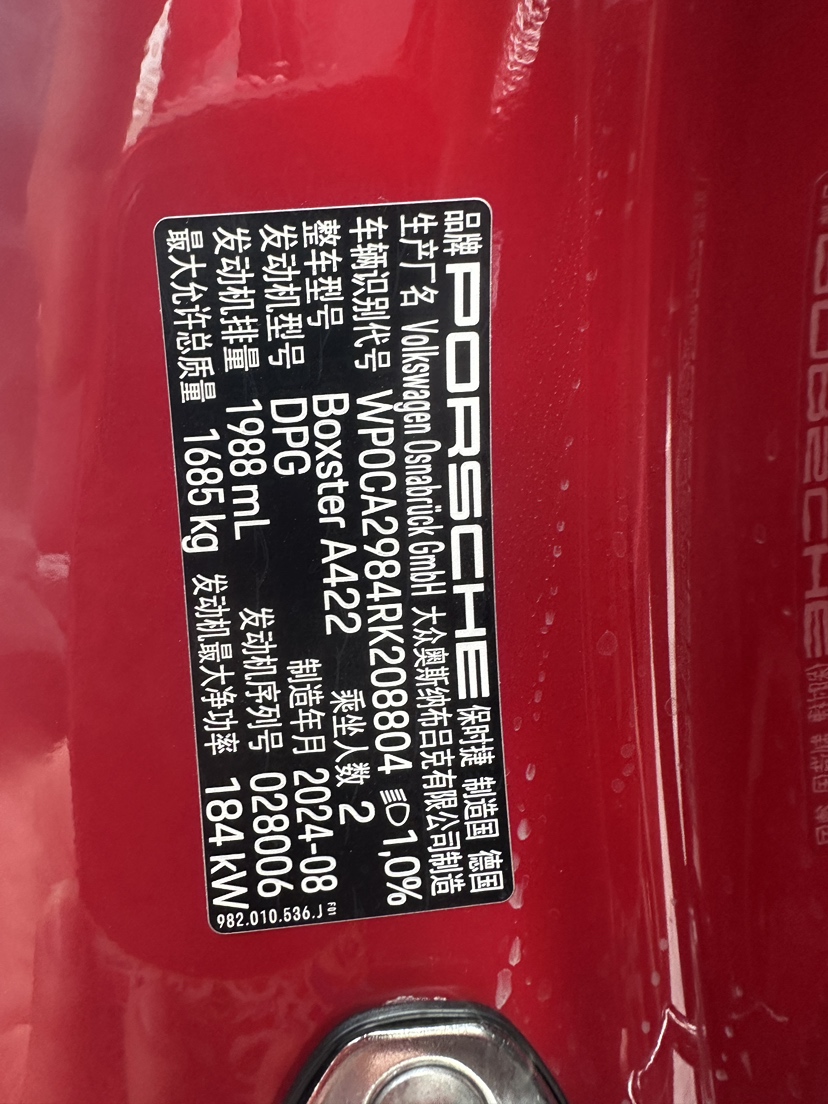 品牌 PORSCHE 保时捷 制造国 德国
生产厂名 Volkswagen Osnabrück GmbH 大众奥斯纳布吕克有限公司制造
车辆识别代号 WP0CA2984RK208804 1,0%
整车型号 Boxster A422 乘坐人数 2
发动机型号 DPG 制造年月 2024-08
发动机排量 1988 mL 发动机序列号 028006
最大允许总质量 1685 kg 发动机最大净功率 184 kW
982.010.536.J F01